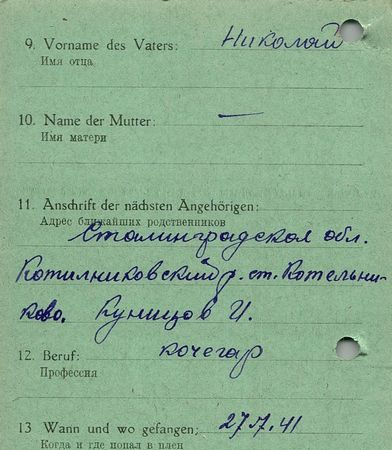 9. Vorname des Vaters: Николай
Имя отца
10. Name der Mutter: —
Имя матери
11. Anschrift der nächsten Angehörigen:
Адрес ближайших родственников
Сталинградская обл.
Котилниковский р. ст. Котельни-
ково. Куницов И.
12. Beruf: кочегар
Профессия
13 Wann und wo gefangen: 27.7.41
Когда и где попал в плен